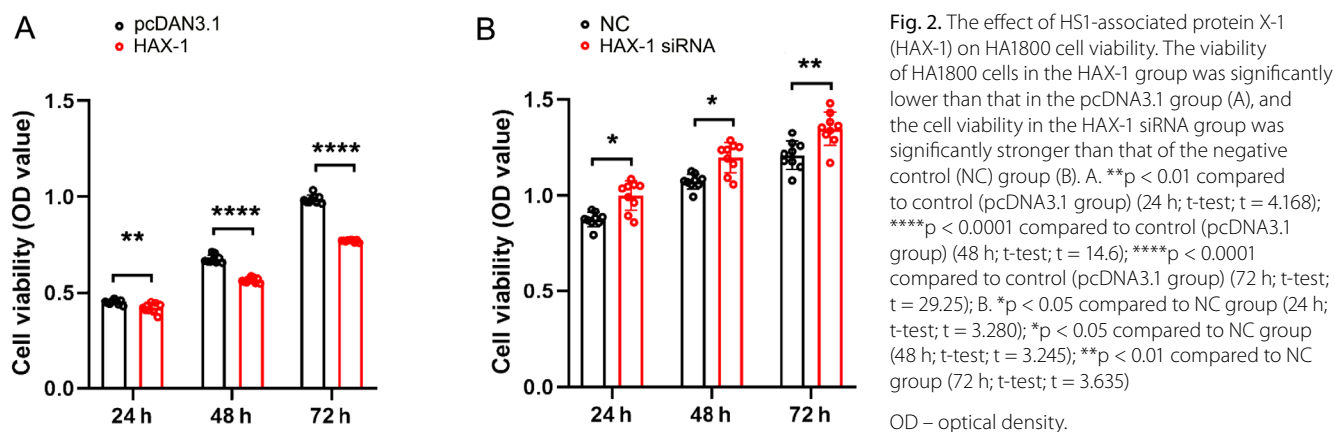 A
pcDAN3.1
HAX-1
Cell viability (OD value)
1.5
1.0
0.5
0.0
**
****
****
24 h
48 h
72 h
B
NC
HAX-1 siRNA
Cell viability (OD value)
1.5
1.0
0.5
0.0
*
*
**
24 h
48 h
72 h
Fig. 2. The effect of HS1-associated protein X-1
(HAX-1) on HA1800 cell viability. The viability
of HA1800 cells in the HAX-1 group was significantly
lower than that in the pcDNA3.1 group (A), and
the cell viability in the HAX-1 siRNA group was
significantly stronger than that of the negative
control (NC) group (B). A. **p < 0.01 compared
to control (pcDNA3.1 group) (24 h; t-test; t = 4.168);
****p < 0.0001 compared to control (pcDNA3.1
group) (48 h; t-test; t = 14.6); ****p < 0.0001
compared to control (pcDNA3.1 group) (72 h; t-test;
t = 29.25); B. *p < 0.05 compared to NC group (24 h;
t-test; t = 3.280); *p < 0.05 compared to NC group
(48 h; t-test; t = 3.245); **p < 0.01 compared to NC
group (72 h; t-test; t = 3.635)
OD – optical density.